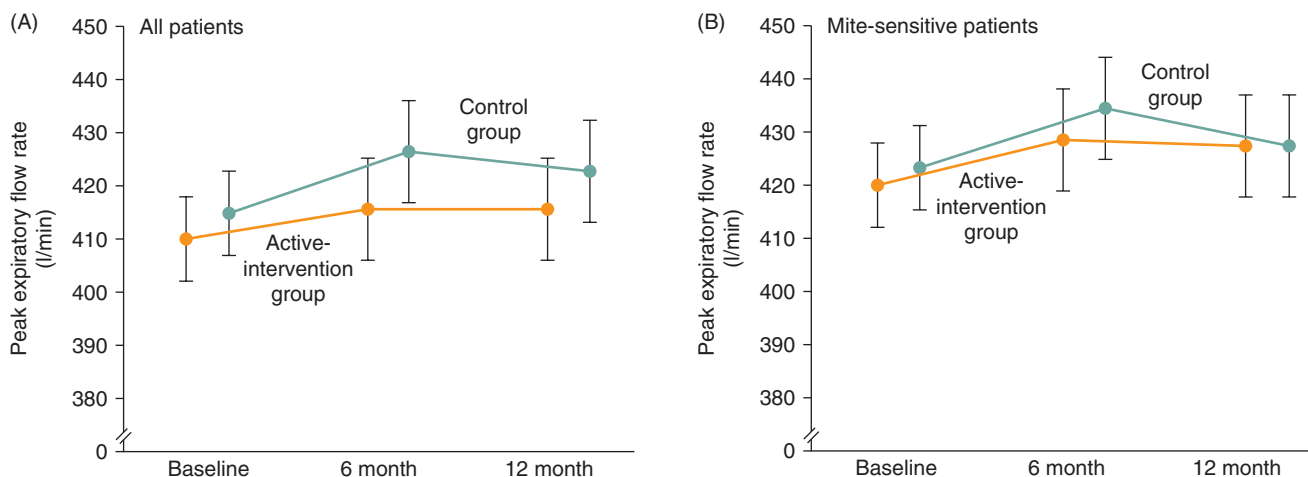 (A)
All patients
Peak expiratory flow rate
(l/min)
450
440
430
420
410
400
390
380
0
Control
group
Active-
intervention
group
Baseline
6 month
12 month
(B)
Mite-sensitive patients
Peak expiratory flow rate
(l/min)
450
440
430
420
410
400
390
380
0
Control
group
Active-
intervention
group
Baseline
6 month
12 month